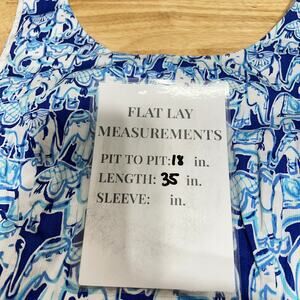 FLAT LAY
MEASUREMENTS
PIT TO PIT: 18 in.
LENGTH: 35 in.
SLEEVE: in.